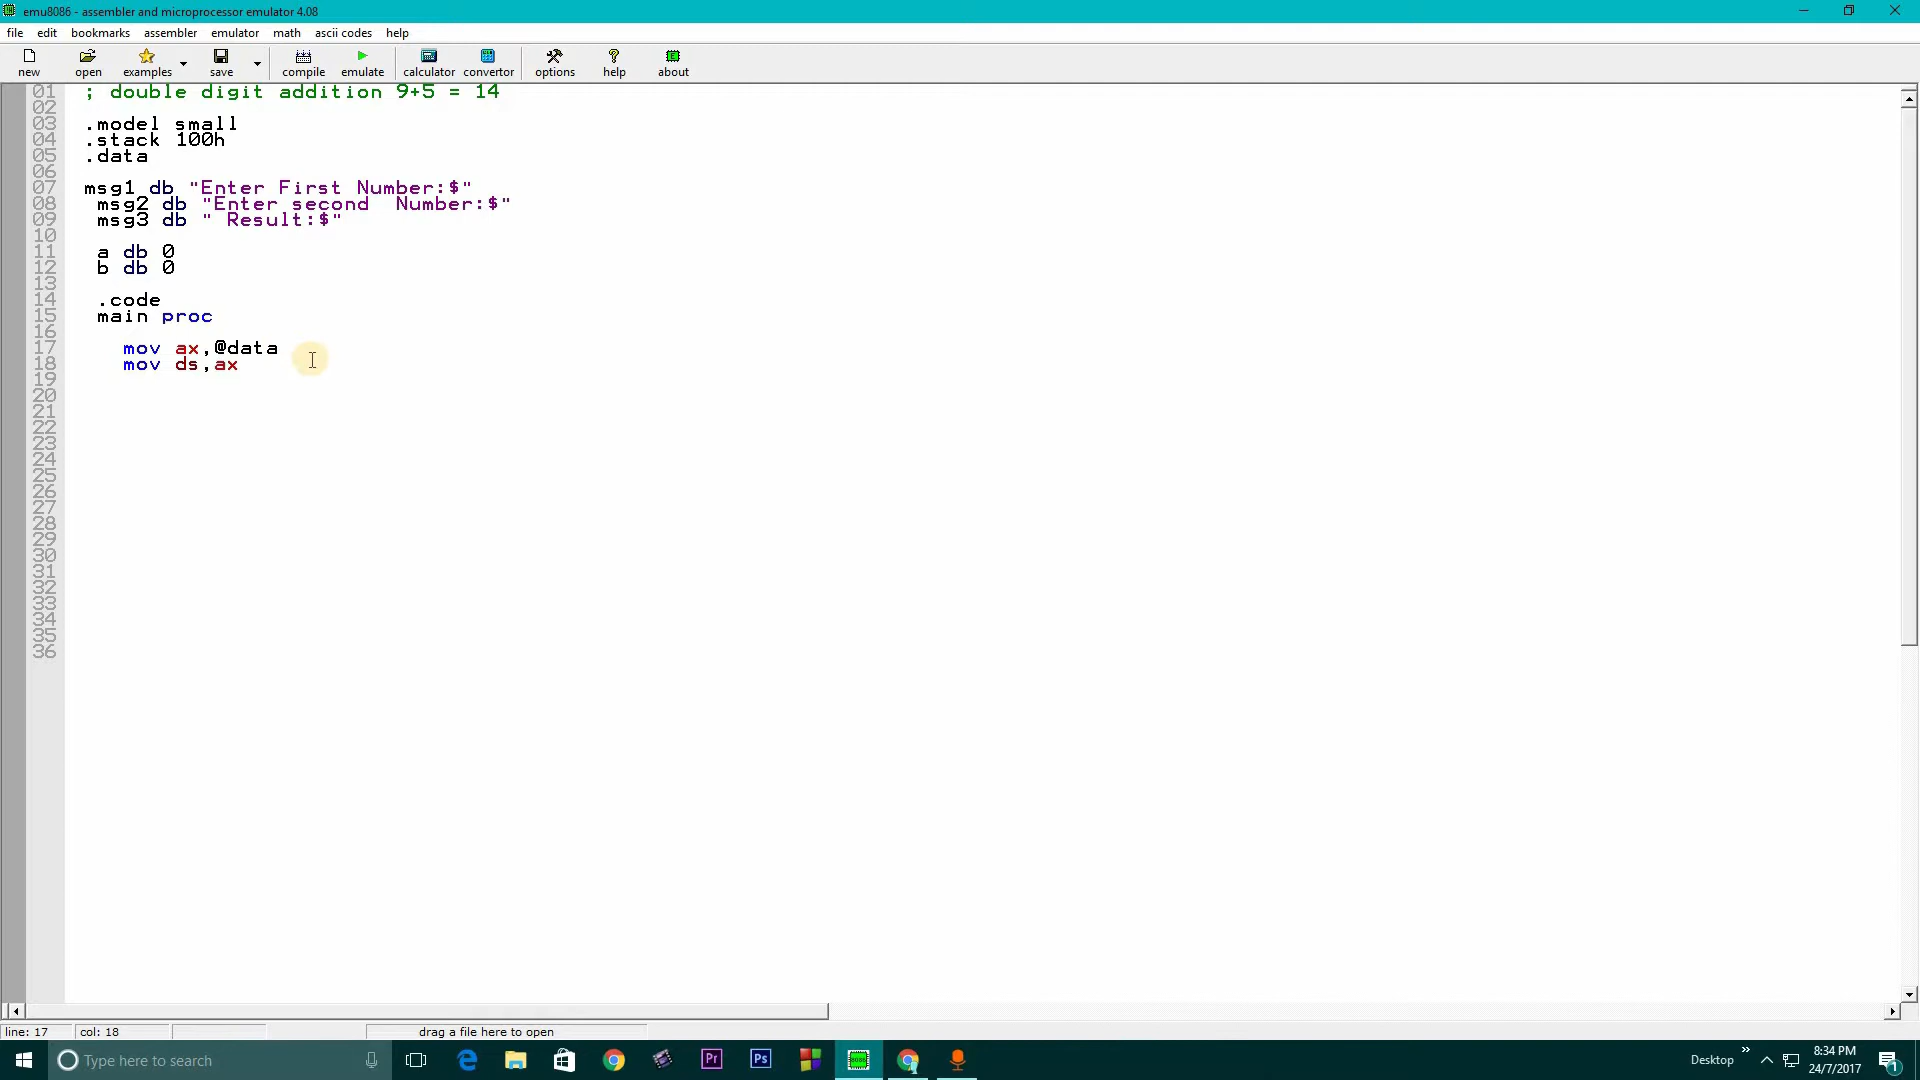 emu8086 - assembler and microprocessor emulator 4.08
file edit bookmarks assembler emulator math ascii codes help
new open examples save compile emulate calculator convertor options help about
01 ; double digit addition 9+5 = 14
02
03 .model small
04 .stack 100h
05 .data
06
07 msg1 db "Enter First Number:$"
08 msg2 db "Enter second  Number:$"
09 msg3 db " Result:$"
10
11 a db 0
12 b db 0
13
14 .code
15 main proc
16
17 mov ax,@data
18 mov ds,ax
19
20
21
22
23
24
25
26
27
28
29
30
31
32
33
34
35
36
line: 17 col: 18 drag a file here to open
Type here to search Pr Ps Desktop 8:34 PM
24/7/2017 1